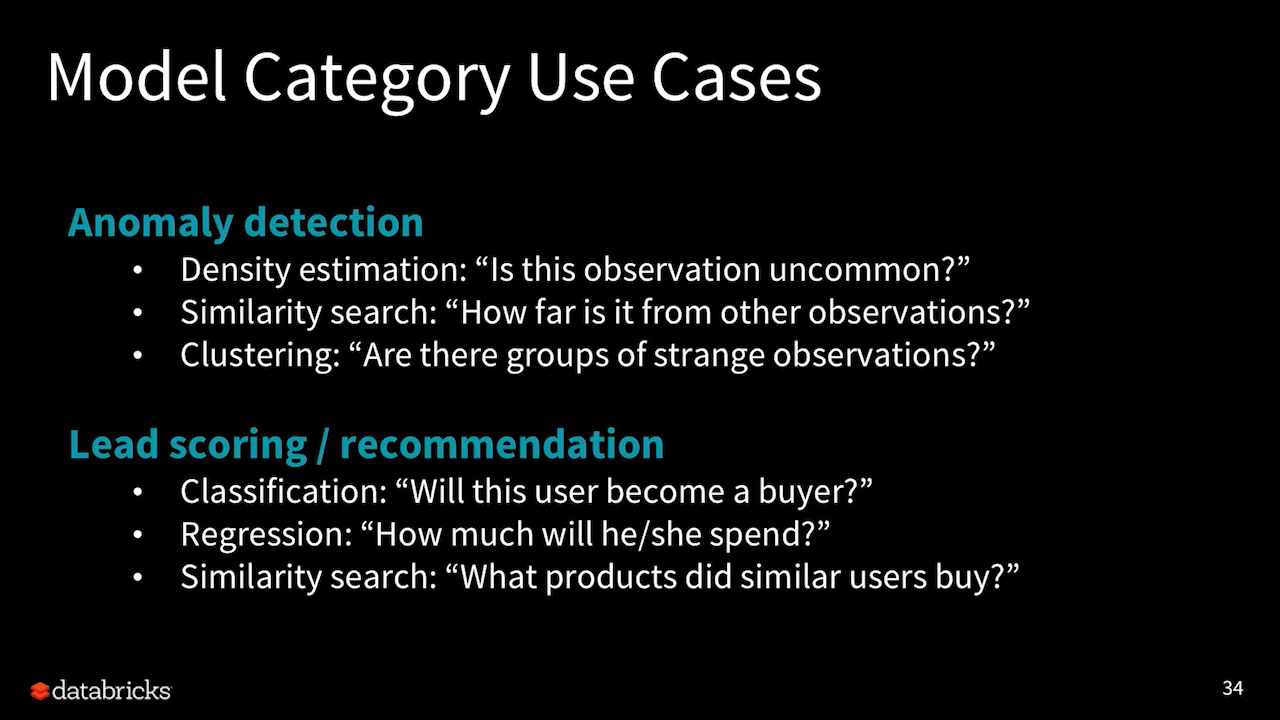 Model Category Use Cases
Anomaly detection
• Density estimation: “Is this observation uncommon?”
• Similarity search: “How far is it from other observations?”
• Clustering: “Are there groups of strange observations?”
Lead scoring / recommendation
• Classification: “Will this user become a buyer?”
• Regression: “How much will he/she spend?”
• Similarity search: “What products did similar users buy?”
databricks
34